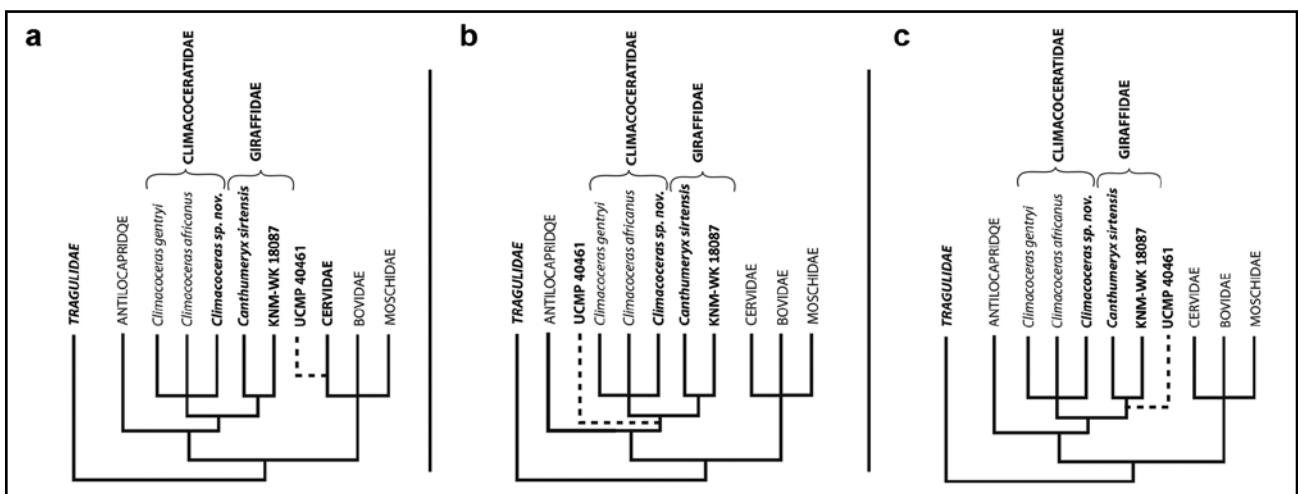 a
CLIMACOCERATIDAE
GIRAFFIDAE
TRAGULIDAE
ANTILOCAPRIDQE
Climacoceras gentryi
Climacoceras africanus
Climacoceras sp. nov.
Canthumeryx sirtensis
KNM-WK 18087
UCMP 40461
CERVIDAE
BOVIDAE
MOSCHIDAE
b
CLIMACOCERATIDAE
GIRAFFIDAE
TRAGULIDAE
ANTILOCAPRIDQE
UCMP 40461
Climacoceras gentryi
Climacoceras africanus
Climacoceras sp. nov.
Canthumeryx sirtensis
KNM-WK 18087
CERVIDAE
BOVIDAE
MOSCHIDAE
c
CLIMACOCERATIDAE
GIRAFFIDAE
TRAGULIDAE
ANTILOCAPRIDQE
Climacoceras gentryi
Climacoceras africanus
Climacoceras sp. nov.
Canthumeryx sirtensis
KNM-WK 18087
UCMP 40461
CERVIDAE
BOVIDAE
MOSCHIDAE